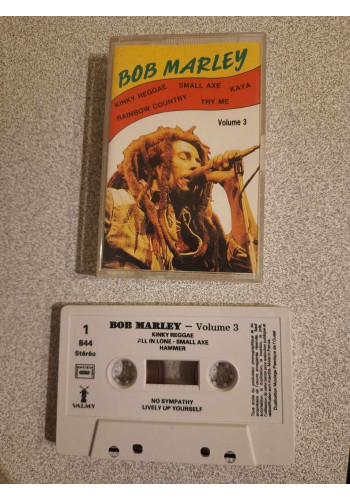 BOB MARLEY
KINKY REGGAE SMALL AXE KAYA
RAINBOW COUNTRY TRY ME
Volume 3
1
844
Stéréo
BOB MARLEY — Volume 3
KINKY REGGAE
ALL IN LONE - SMALL AXE
HAMMER
NO SYMPATHY
LIVELY UP YOURSELF
VALMY